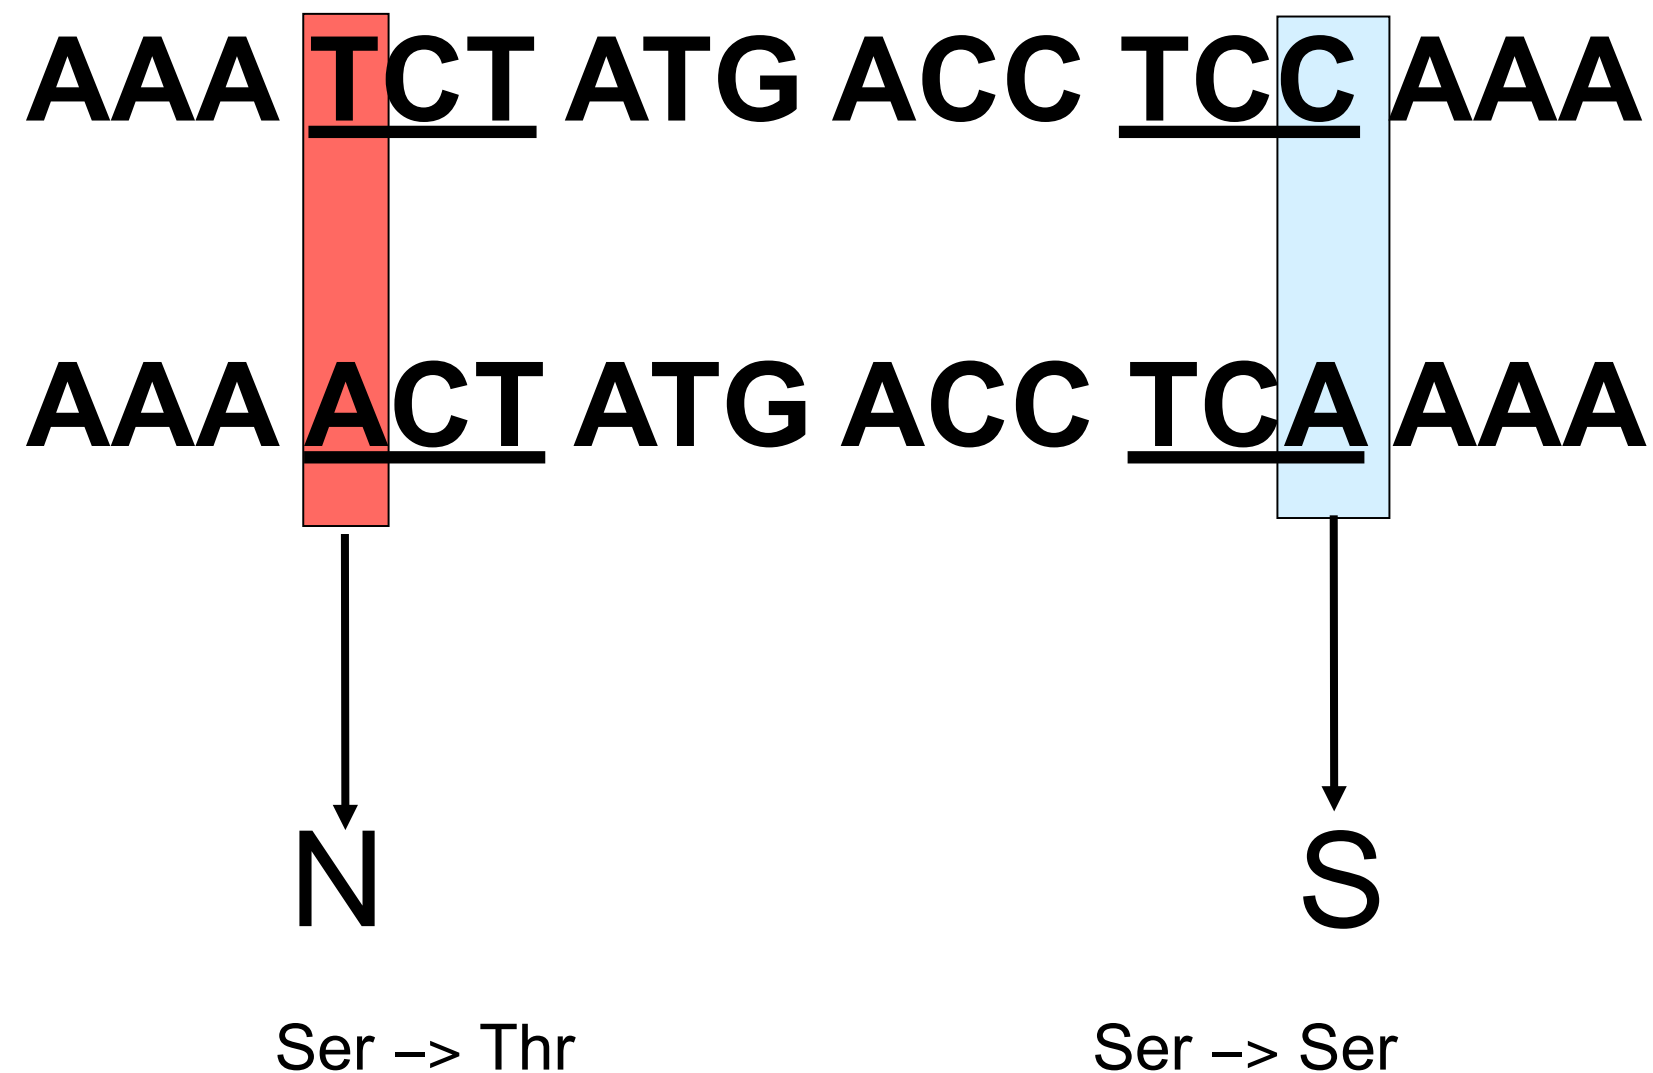 AAA TCT ATG ACC TCC AAA
AAA ACT ATG ACC TCA AAA
N S
Ser –> Thr Ser –> Ser